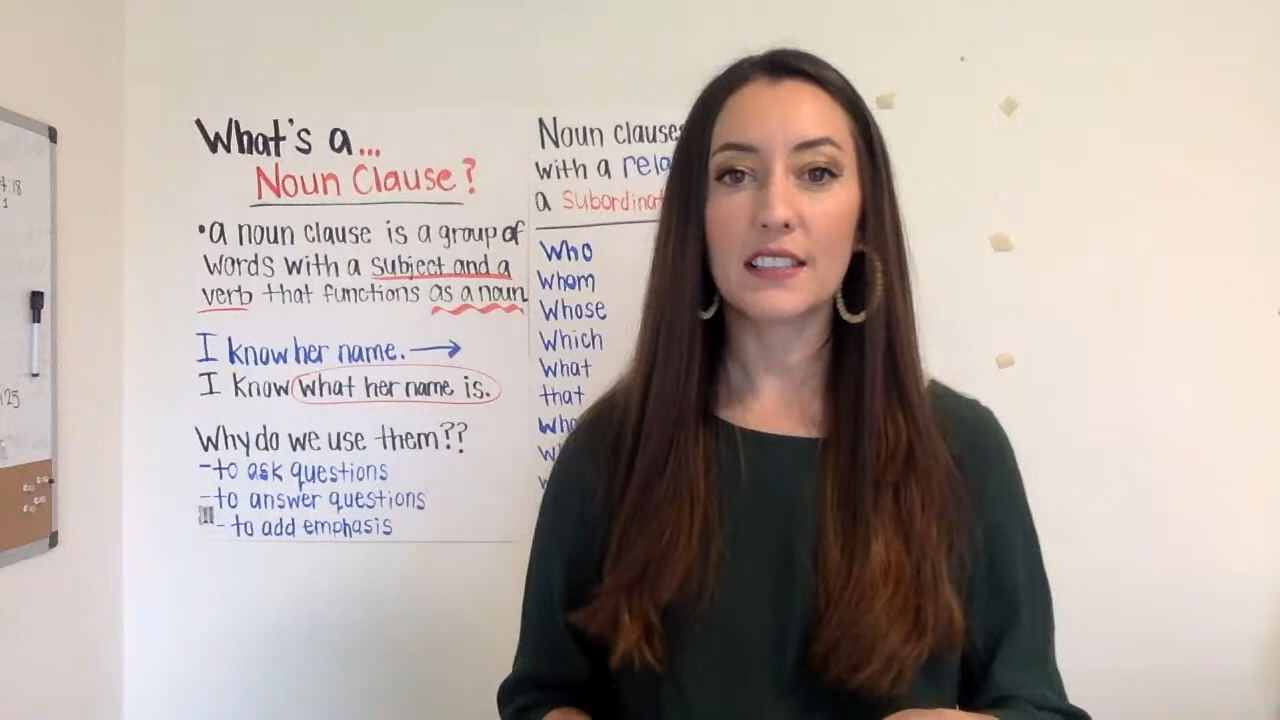 What's a...
Noun Clause?
•a noun clause is a group of
words with a subject and a
verb that functions as a noun
I know her name. →
I know what her name is.
Why do we use them??
-to ask questions
-to answer questions
- to add emphasis
Noun clauses
with a
a
Who
Whom
Whose
Which
What
that
25